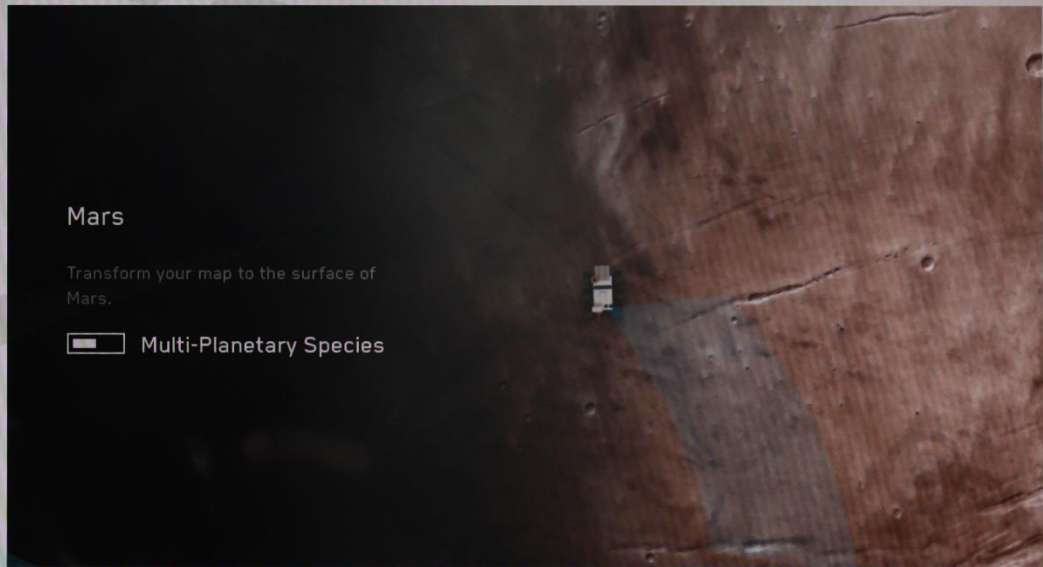 Mars
Transform your map to the surface of
Mars.
Multi-Planetary Species